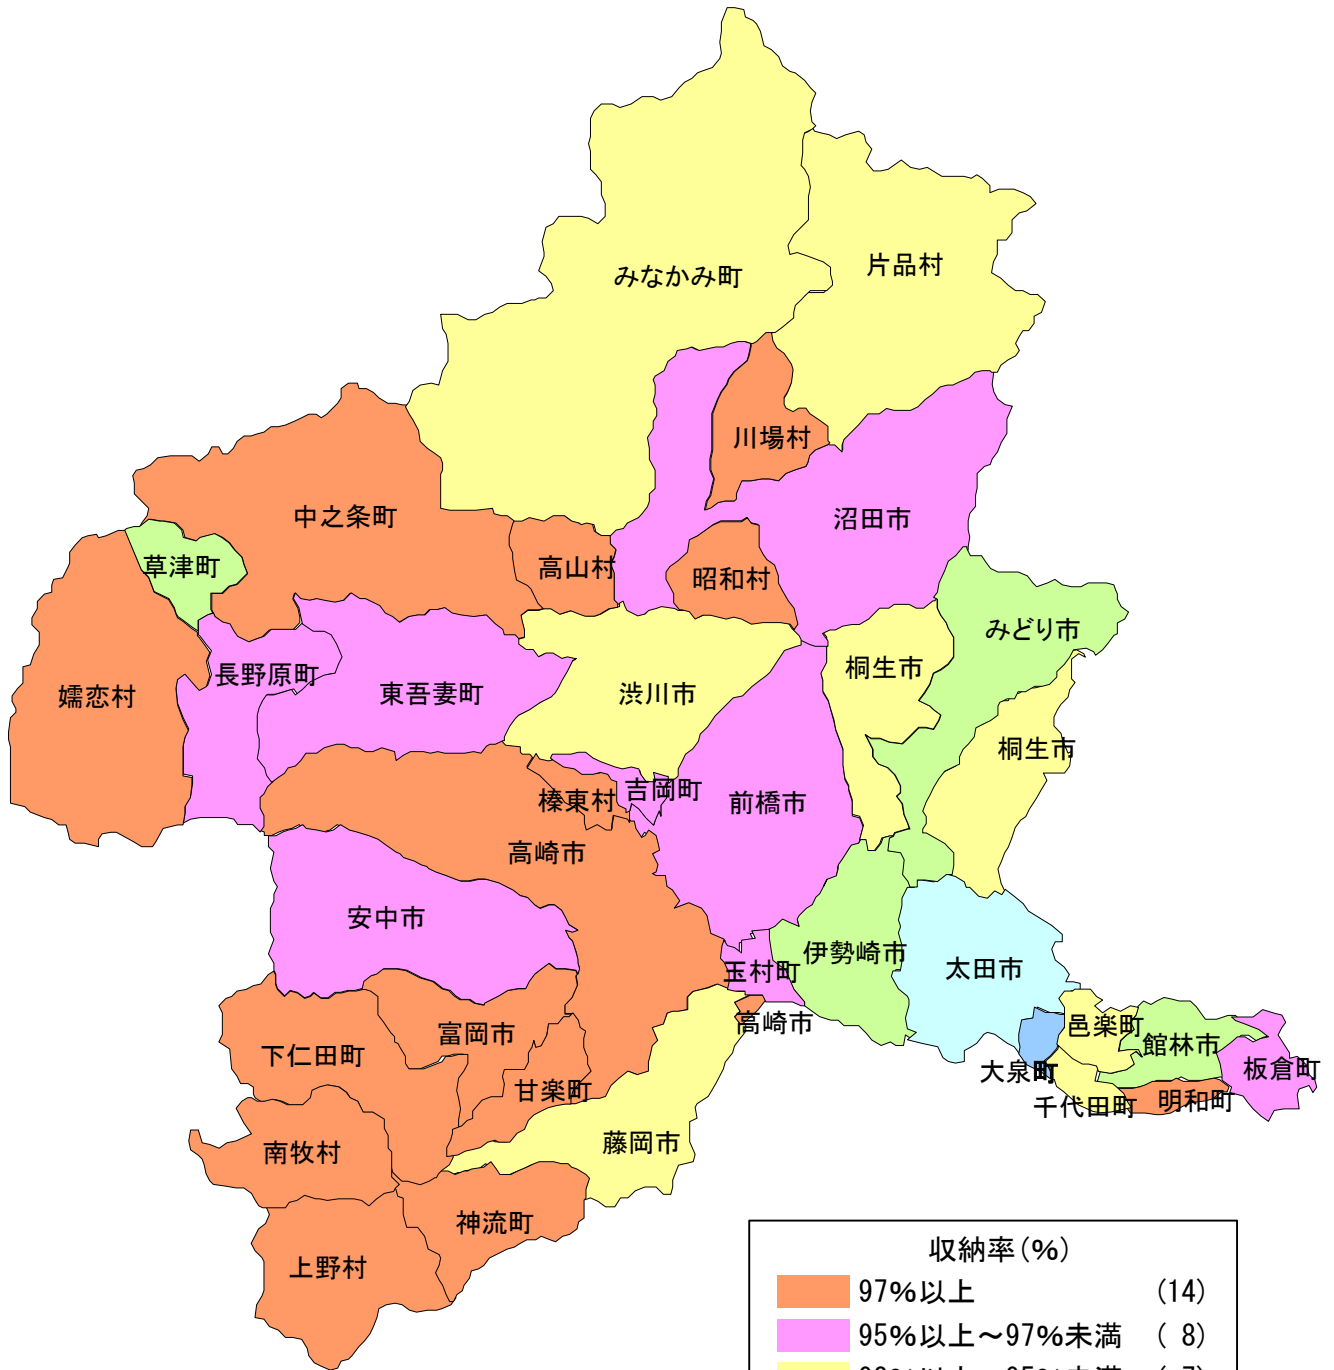 みなかみ町
片品村
川場村
中之条町
沼田市
草津町
高山村
昭和村
みどり市
長野原町
桐生市
嬬恋村
東吾妻町
渋川市
桐生市
榛東村
吉岡町
前橋市
高崎市
安中市
伊勢崎市
玉村町
太田市
高崎市
富岡市
邑楽町
館林市
下仁田町
大泉町
板倉町
甘楽町
千代田町
明和町
藤岡市
南牧村
神流町
上野村
収納率(%)
97%以上 (14)
95%以上～97%未満 ( 8)